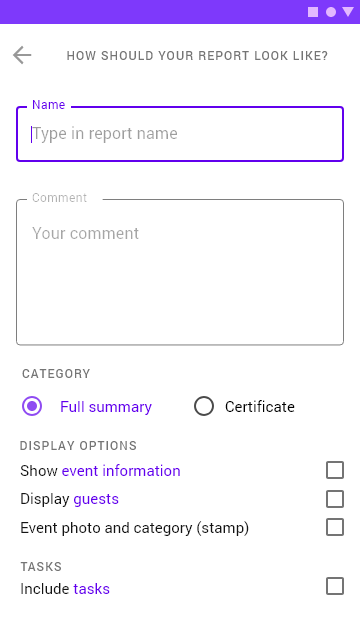 HOW SHOULD YOUR REPORT LOOK LIKE?
Name
Type in report name
Comment
Your comment
CATEGORY
Full summary Certificate
DISPLAY OPTIONS
Show event information
Display guests
Event photo and category (stamp)
TASKS
Include tasks